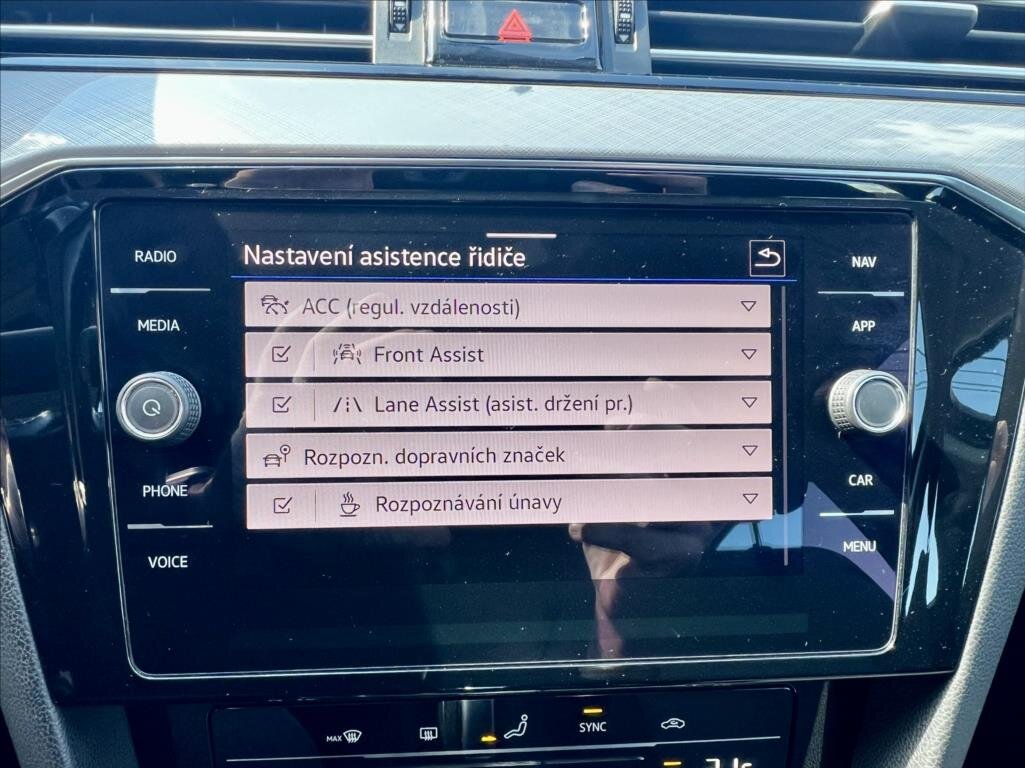 RADIO
MEDIA
PHONE
VOICE
Nastavení asistence řidiče
ACC (regul. vzdálenosti)
Front Assist
Lane Assist (asist. držení pr.)
Rozpozn. dopravních značek
Rozpoznávání únavy
NAV
APP
CAR
MENU
MAX
SYNC